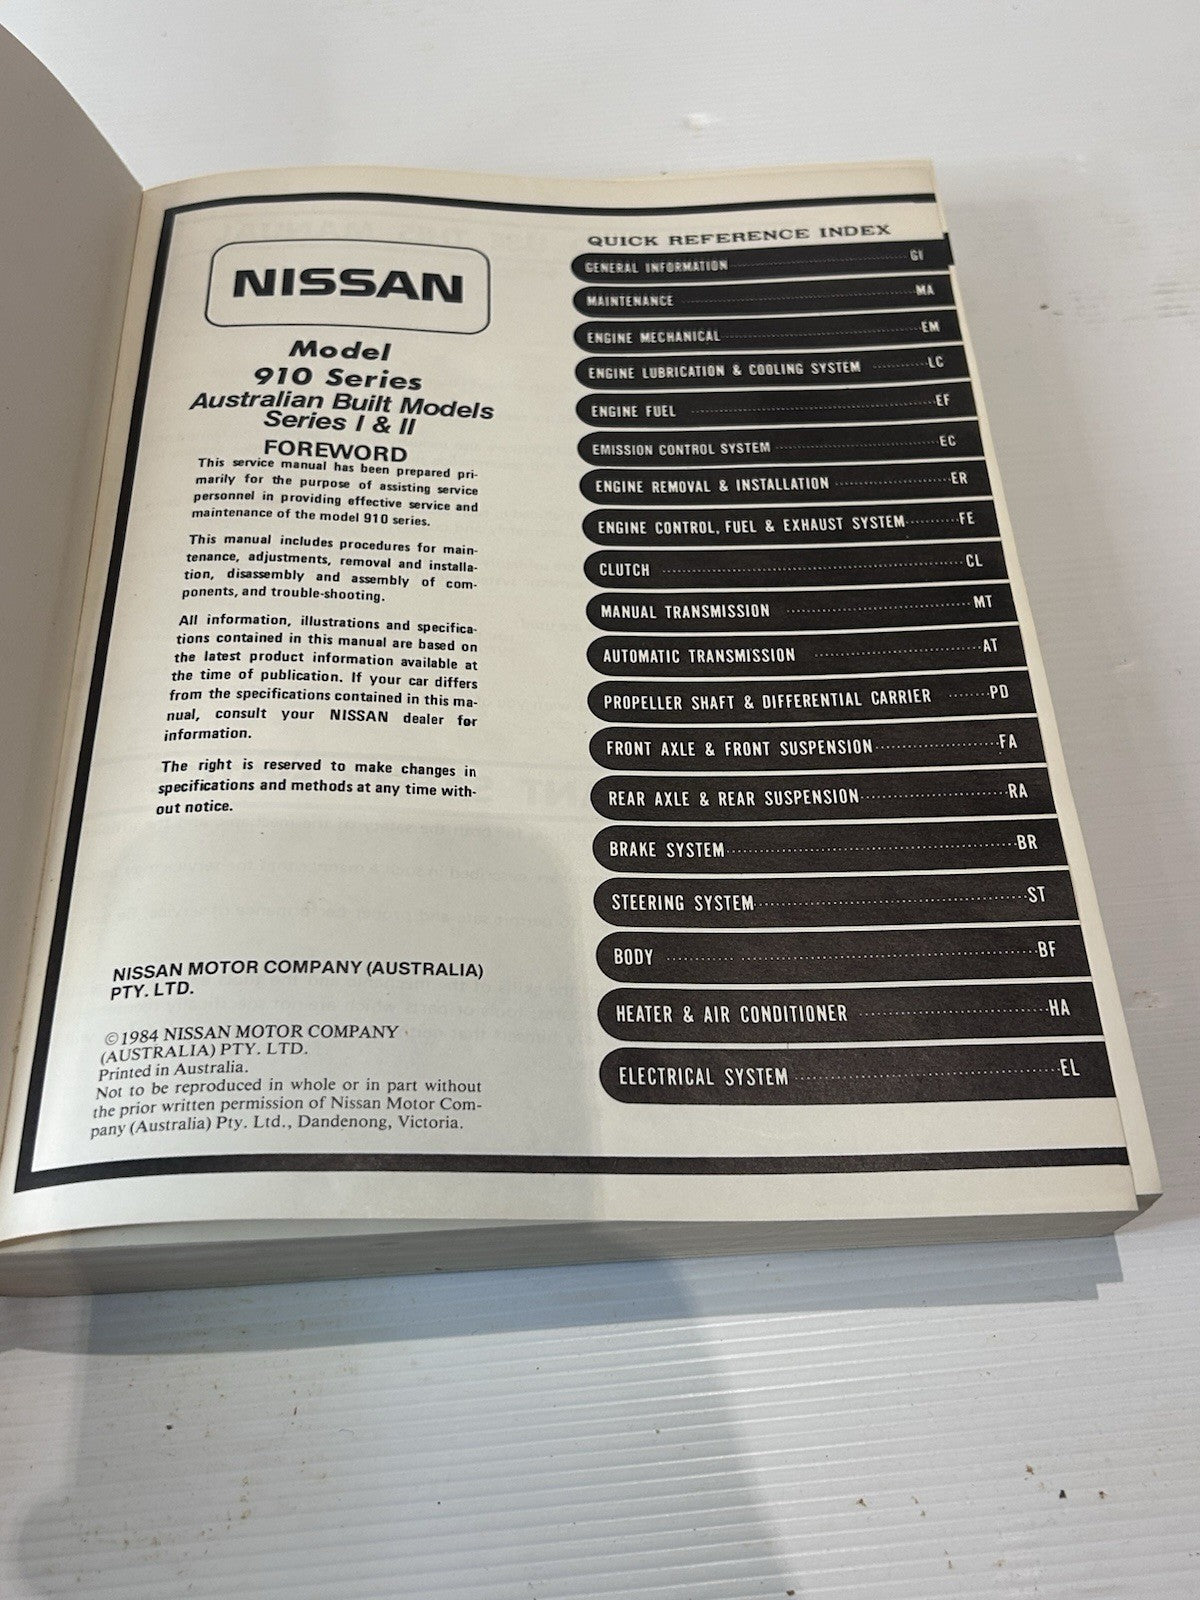 NISSAN
Model
910 Series
Australian Built Models
Series I & II
FOREWORD
This service manual has been prepared pri-
marily for the purpose of assisting service
personnel in providing effective service and
maintenance of the model 910 series.
This manual includes procedures for main-
tenance, adjustments, removal and installa-
tion, disassembly and assembly of com-
ponents, and trouble-shooting.
All information, illustrations and specifica-
tions contained in this manual are based on
the latest product information available at
the time of publication. If your car differs
from the specifications contained in this ma-
nual, consult your NISSAN dealer for
information.
The right is reserved to make changes in
specifications and methods at any time with-
out notice.
NISSAN MOTOR COMPANY (AUSTRALIA)
PTY. LTD.
©1984 NISSAN MOTOR COMPANY
(AUSTRALIA) PTY. LTD.
Printed in Australia.
Not to be reproduced in whole or in part without
the prior written permission of Nissan Motor Com-
pany (Australia) Pty. Ltd., Dandenong, Victoria.
QUICK REFERENCE INDEX
GENERAL INFORMATION GI
MAINTENANCE MA
ENGINE MECHANICAL EM
ENGINE LUBRICATION & COOLING SYSTEM LC
ENGINE FUEL EF
EMISSION CONTROL SYSTEM EC
ENGINE REMOVAL & INSTALLATION ER
ENGINE CONTROL, FUEL & EXHAUST SYSTEM FE
CLUTCH CL
MANUAL TRANSMISSION MT
AUTOMATIC TRANSMISSION AT
PROPELLER SHAFT & DIFFERENTIAL CARRIER PD
FRONT AXLE & FRONT SUSPENSION FA
REAR AXLE & REAR SUSPENSION RA
BRAKE SYSTEM BR
STEERING SYSTEM ST
BODY BF
HEATER & AIR CONDITIONER HA
ELECTRICAL SYSTEM EL